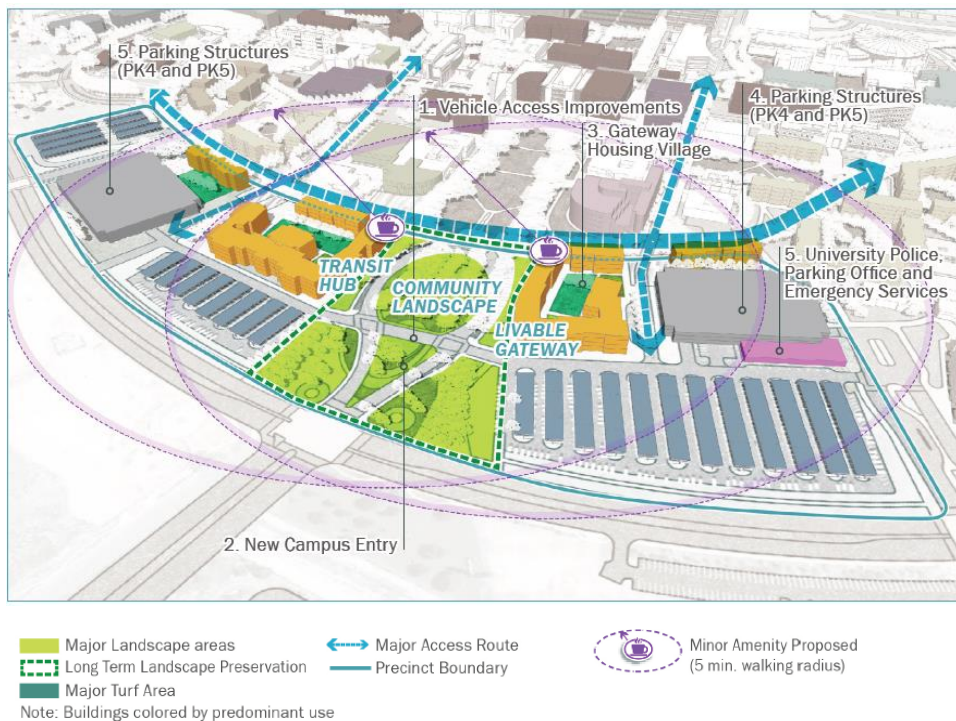 5. Parking Structures
(PK4 and PK5)
1. Vehicle Access Improvements
3. Gateway
Housing Village
4. Parking Structures
(PK4 and PK5)
5. University Police,
Parking Office and
Emergency Services
TRANSIT
HUB
COMMUNITY
LANDSCAPE
LIVABLE
GATEWAY
2. New Campus Entry
Major Landscape areas
Long Term Landscape Preservation
Major Turf Area
Note: Buildings colored by predominant use
Major Access Route
Precinct Boundary
Minor Amenity Proposed
(5 min. walking radius)